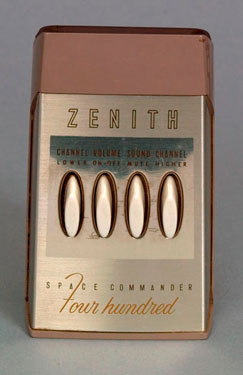 ZENITH
CHANNEL VOLUME SOUND CHANNEL
LOWER ON-OFF MUTE HIGHER
SPACE COMMANDER
Four hundred